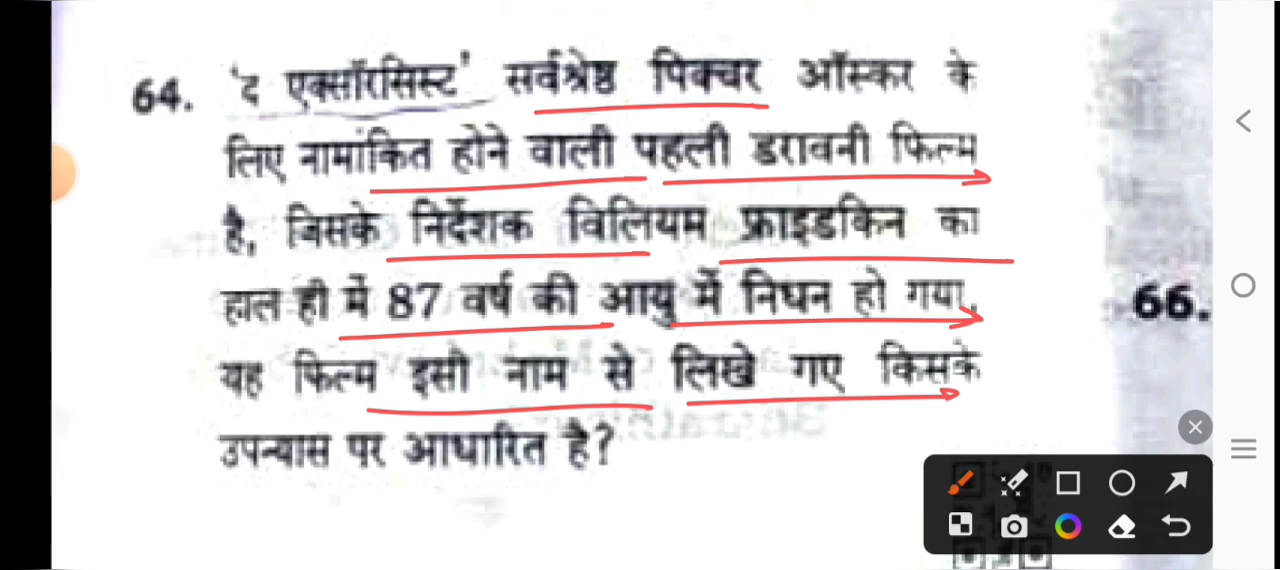 64. 'द एक्सॉरसिस्ट' सर्वश्रेष्ठ पिक्चर ऑस्कर के
लिए नामांकित होने वाली पहली डरावनी फिल्म
है, जिसके निर्देशक विलियम फ्राइडकिन का
हाल ही में 87 वर्ष की आयु में निधन हो गया,
यह फिल्म इसी नाम से लिखे गए किसके
उपन्यास पर आधारित है?
66.